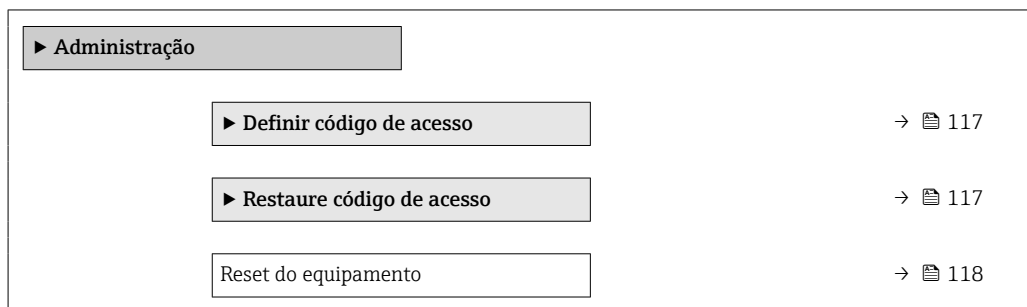 ▶ Administração
▶ Definir código de acesso → 117
▶ Restaure código de acesso → 117
Reset do equipamento → 118